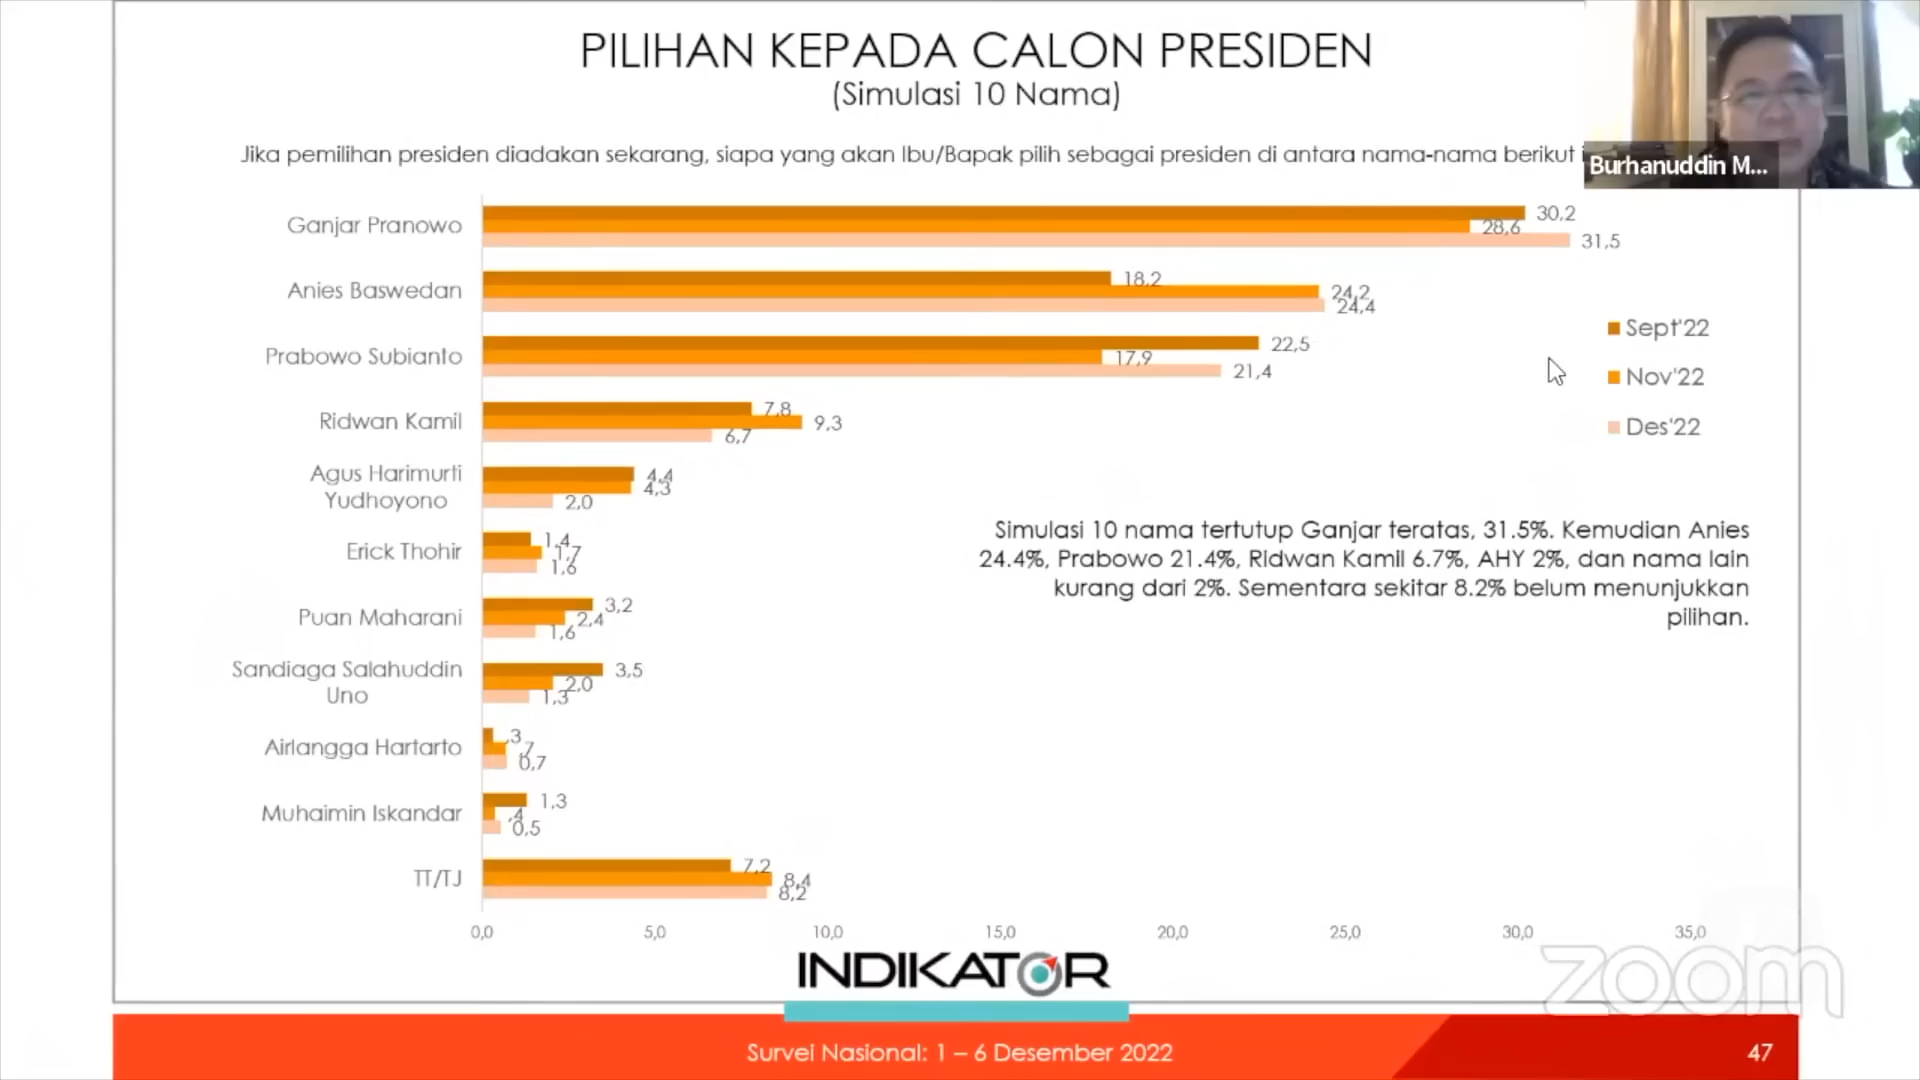 PILIHAN KEPADA CALON PRESIDEN
(Simulasi 10 Nama)
Jika pemilihan presiden diadakan sekarang, siapa yang akan Ibu/Bapak pilih sebagai presiden di antara nama-nama berikut
Burhanuddin M...
Ganjar Pranowo
30,2
28,6
31,5
Anies Baswedan
18,2
24,2
24,4
Prabowo Subianto
22,5
17,9
21,4
Ridwan Kamil
7,8
9,3
6,7
Agus Harimurti
Yudhoyono
4,4
4,3
2,0
Erick Thohir
1,4
1,7
1,6
Puan Maharani
3,2
2,4
1,6
Sandiaga Salahuddin
Uno
3,5
2,0
1,3
Airlangga Hartarto
,3
,7
0,7
Muhaimin Iskandar
1,3
,4
0,5
TT/TJ
7,2
8,4
8,2
Sept'22
Nov'22
Des'22
Simulasi 10 nama tertutup Ganjar teratas, 31.5%. Kemudian Anies
24.4%, Prabowo 21.4%, Ridwan Kamil 6.7%, AHY 2%, dan nama lain
kurang dari 2%. Sementara sekitar 8.2% belum menunjukkan
pilihan.
0,0 5,0 10,0 15,0 20,0 25,0 30,0 35,0
INDIKATOR
zoom
Survei Nasional: 1 – 6 Desember 2022
47